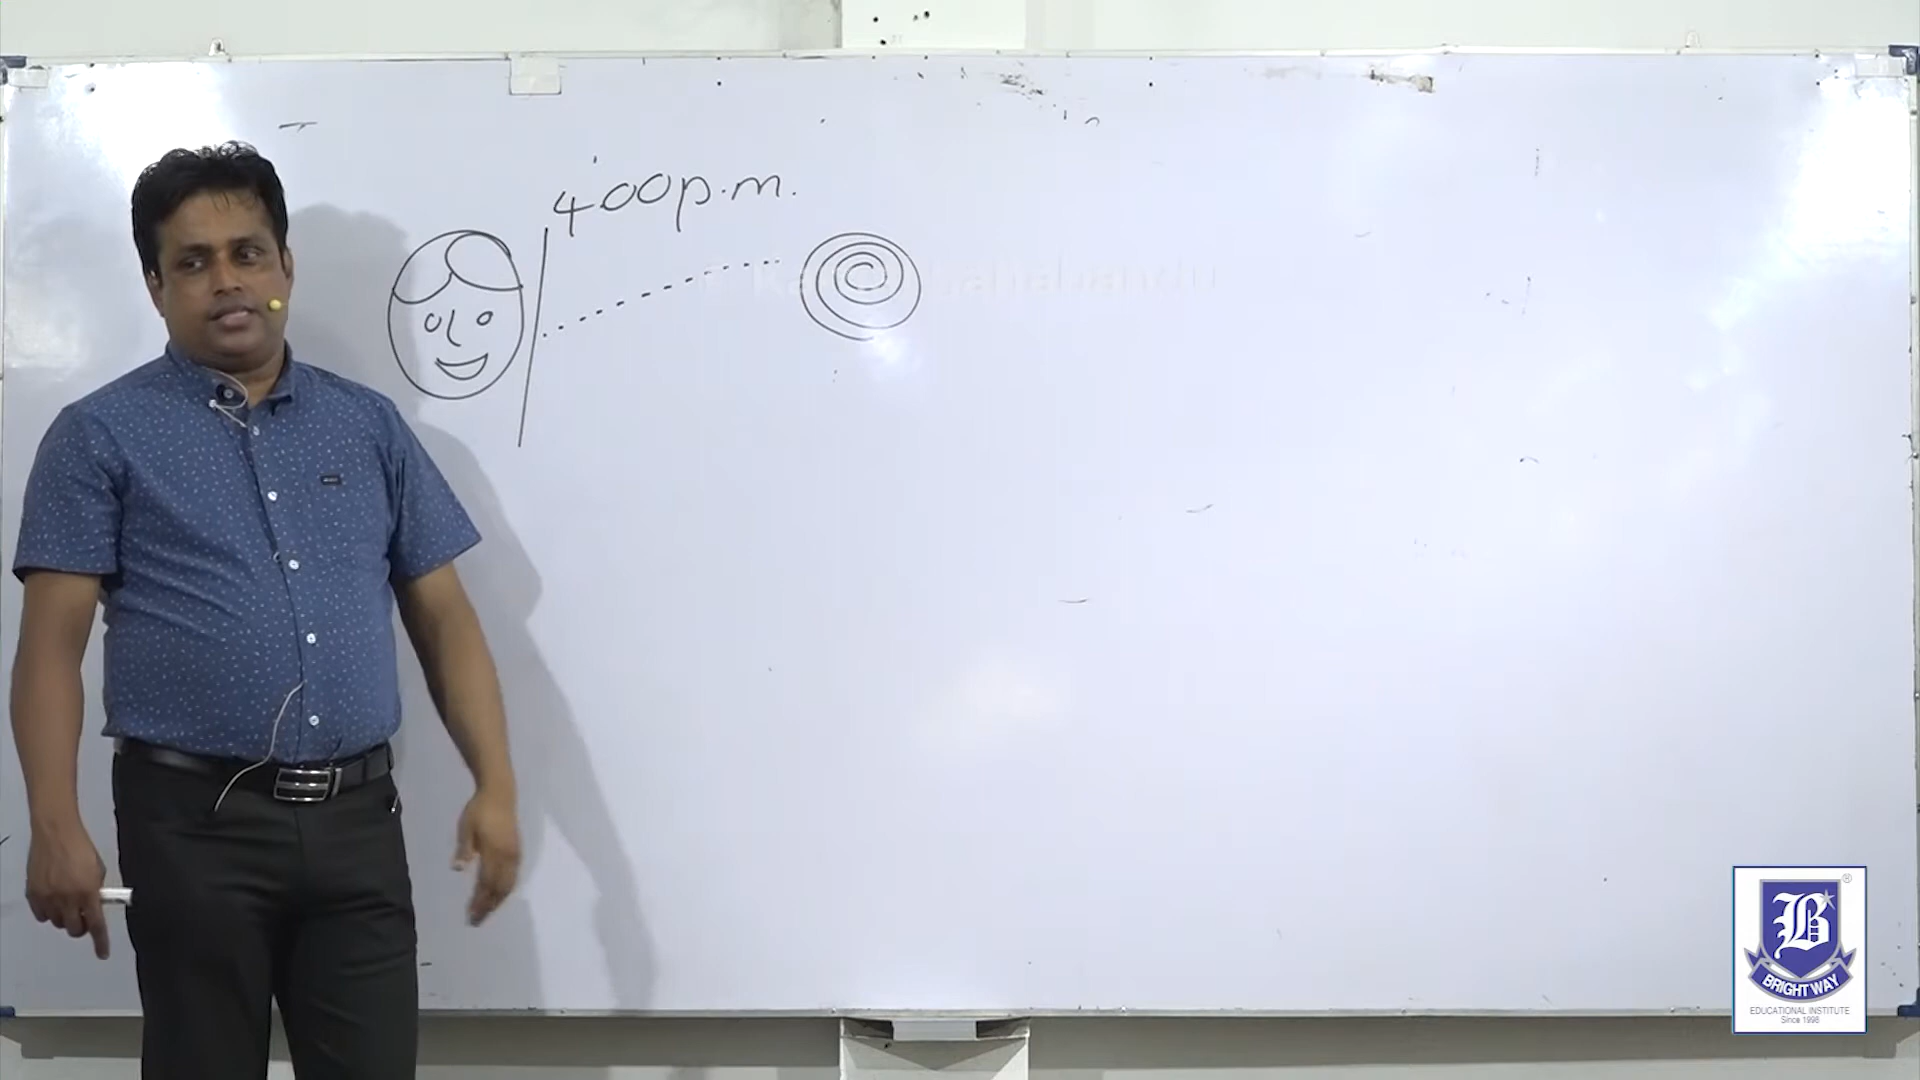 4.00 p.m.
B
BRIGHT WAY
®
EDUCATIONAL INSTITUTE
Since 1998